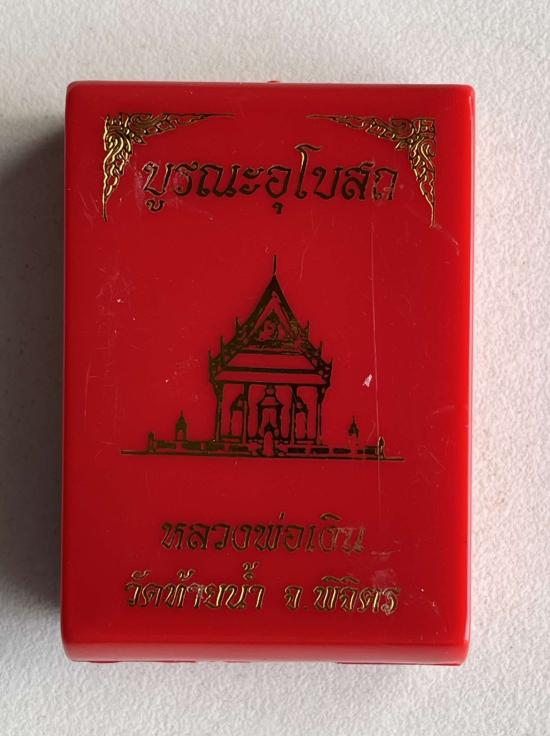 บูรณะอุโบสถ
หลวงพ่อเงิน
วัดท้ายน้ำ จ.พิจิตร